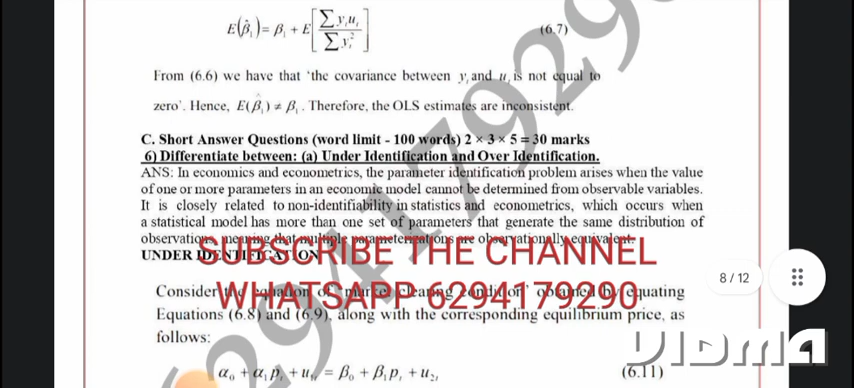 E(β̂₁) = β₁ + E[∑yₜuₜ / ∑yₜ²] (6.7)
From (6.6) we have that 'the covariance between yₜ and uₜ is not equal to
zero'. Hence, E(β̂₁) ≠ β₁. Therefore, the OLS estimates are inconsistent.
C. Short Answer Questions (word limit - 100 words) 2 × 3 × 5 = 30 marks
6) Differentiate between: (a) Under Identification and Over Identification.
ANS: In economics and econometrics, the parameter identification problem arises when the value
of one or more parameters in an economic model cannot be determined from observable variables.
It is closely related to non-identifiability in statistics and econometrics, which occurs when
a statistical model has more than one set of parameters that generate the same distribution of
observations, meaning that multiple parameterizations are observationally equivalent.
SUBSCRIBE THE CHANNEL
UNDER IDENTIFICATION
WHATSAPP 6294179290
Consider the equation of 'market clearing condition' obtained by equating
8 / 12
Equations (6.8) and (6.9), along with the corresponding equilibrium price, as
follows:
VIDMA
α₀ + α₁pₜ + u₁ₜ = β₀ + β₁pₜ + u₂ₜ (6.11)